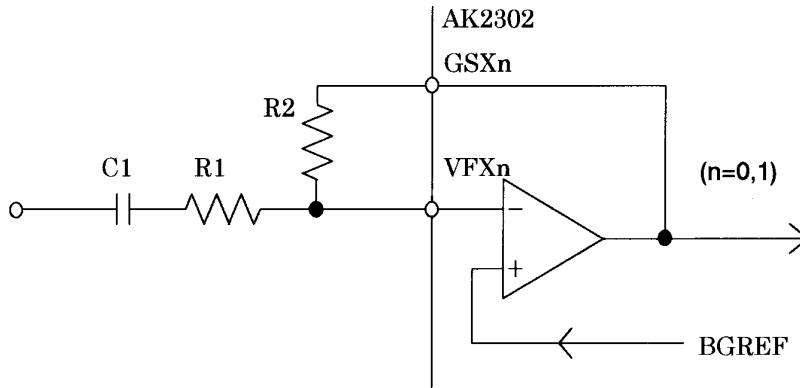 AK2302
GSXn
R2
C1
R1
VFXn
(n=0,1)
−
+
BGREF